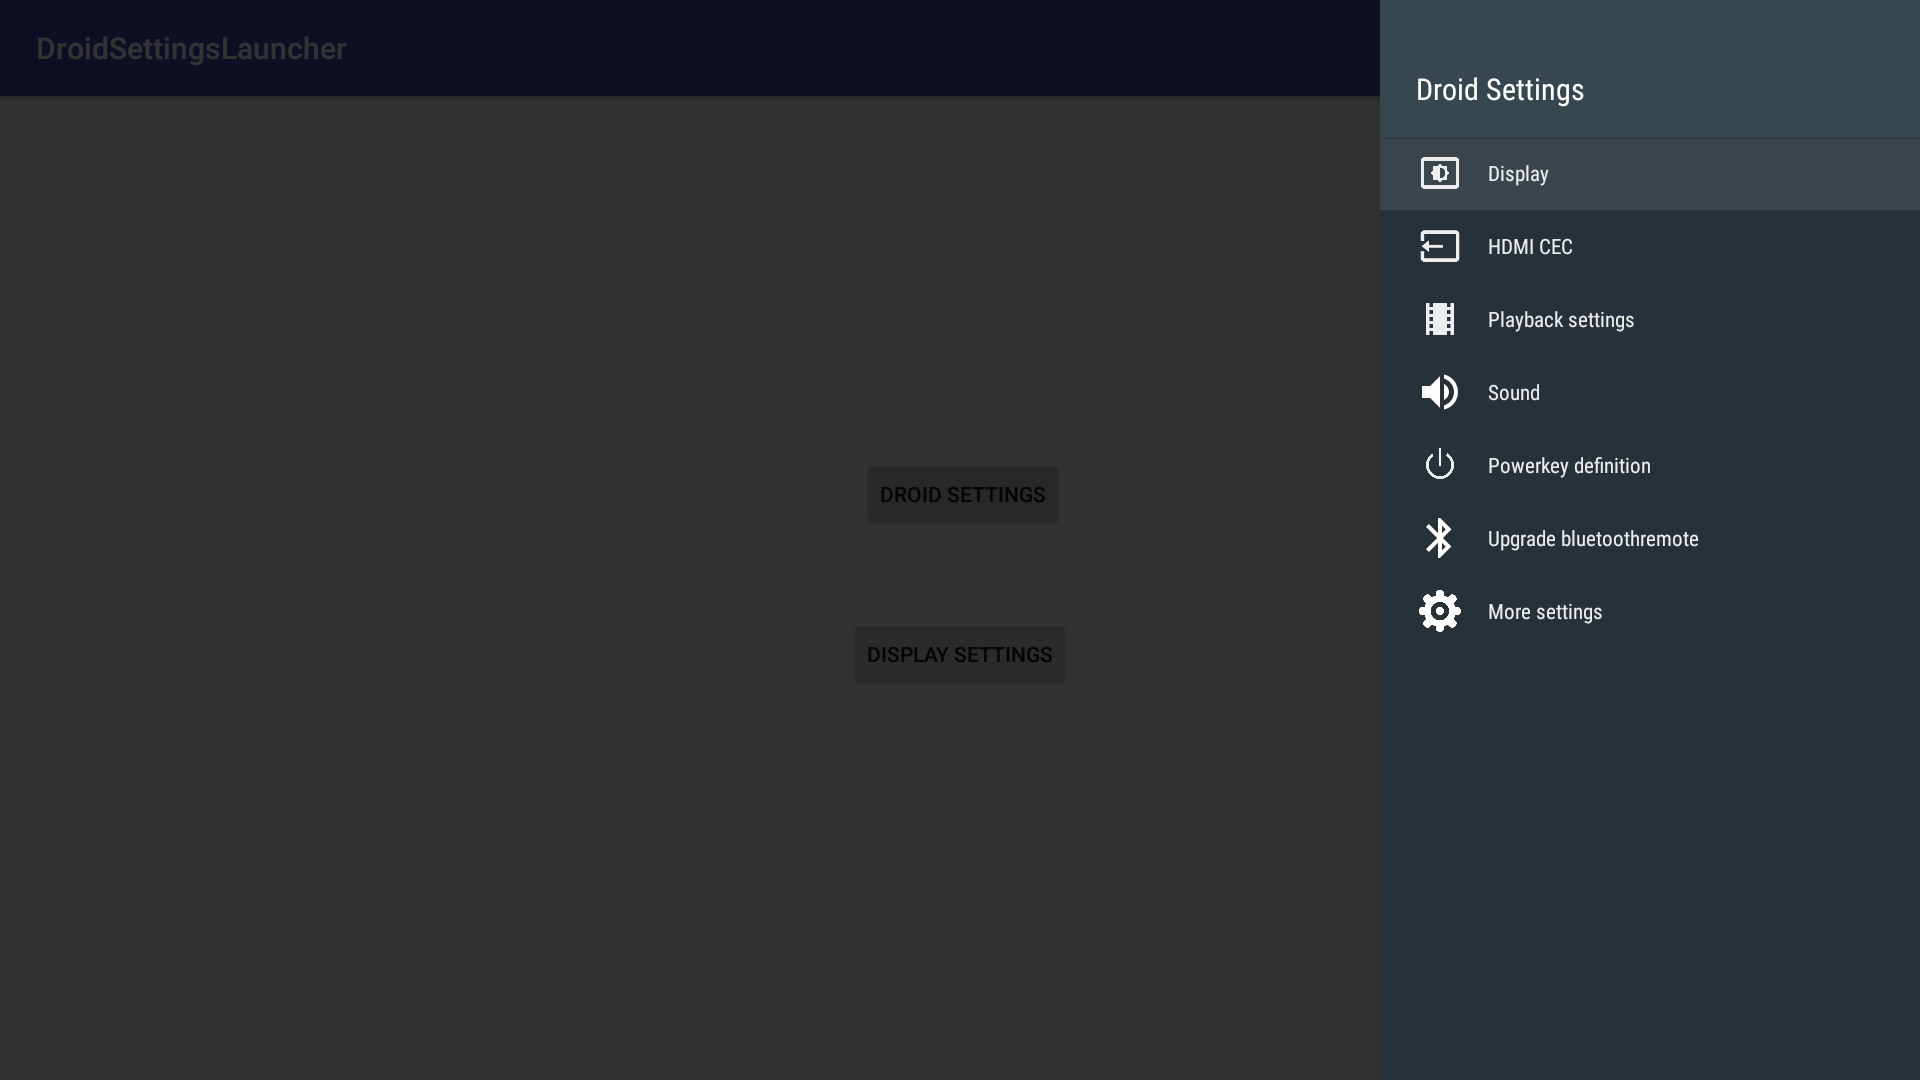 DroidSettingsLauncher
DROID SETTINGS
DISPLAY SETTINGS
Droid Settings
Display
HDMI CEC
Playback settings
Sound
Powerkey definition
Upgrade bluetoothremote
More settings